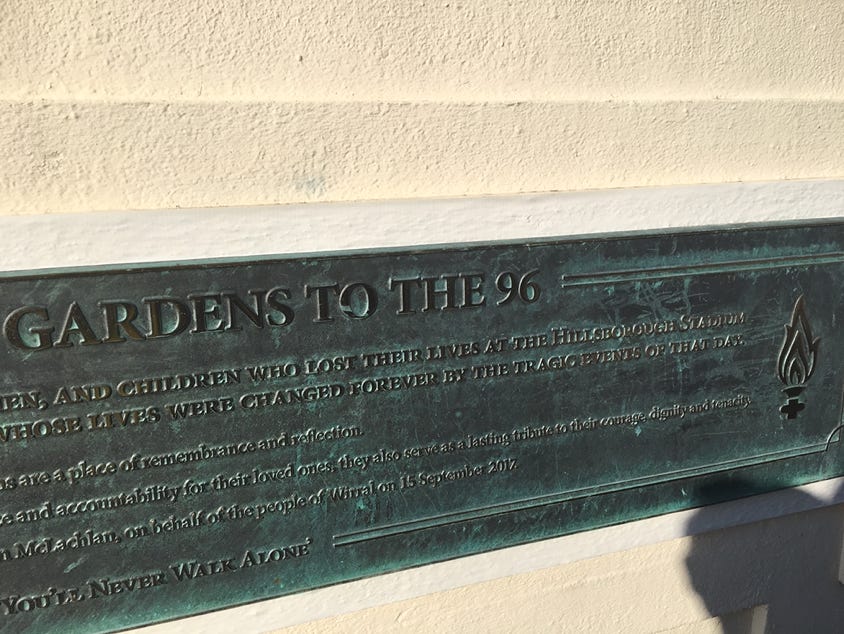 GARDENS TO THE 96
EN, AND CHILDREN WHO LOST THEIR LIVES AT THE HILLSBOROUGH STADIUM
WHOSE LIVES WERE CHANGED FOREVER BY THE TRAGIC EVENTS OF THAT DAY.
ns are a place of remembrance and reflection.
ce and accountability for their loved ones, they also serve as a lasting tribute to their courage, dignity and tenacity.
n McLachlan, on behalf of the people of Wirral on 15 September 2017.
'YOU'LL NEVER WALK ALONE'